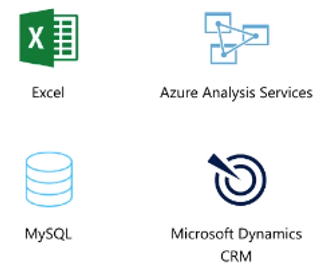 X
Excel
Azure Analysis Services
MySQL
Microsoft Dynamics
CRM